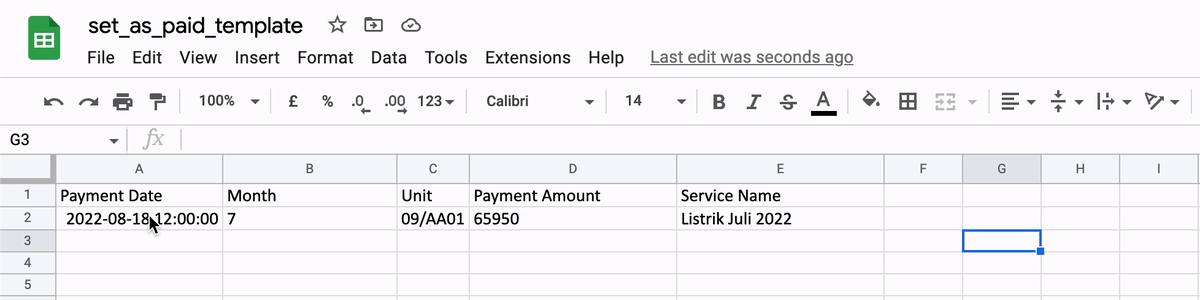 set_as_paid_template
File Edit View Insert Format Data Tools Extensions Help Last edit was seconds ago
100% £ % .0 .00 123 Calibri 14 B I S A
G3 fx
A B C D E F G H I
1 Payment Date Month Unit Payment Amount Service Name
2 2022-08-18 12:00:00 7 09/AA01 65950 Listrik Juli 2022
3
4
5